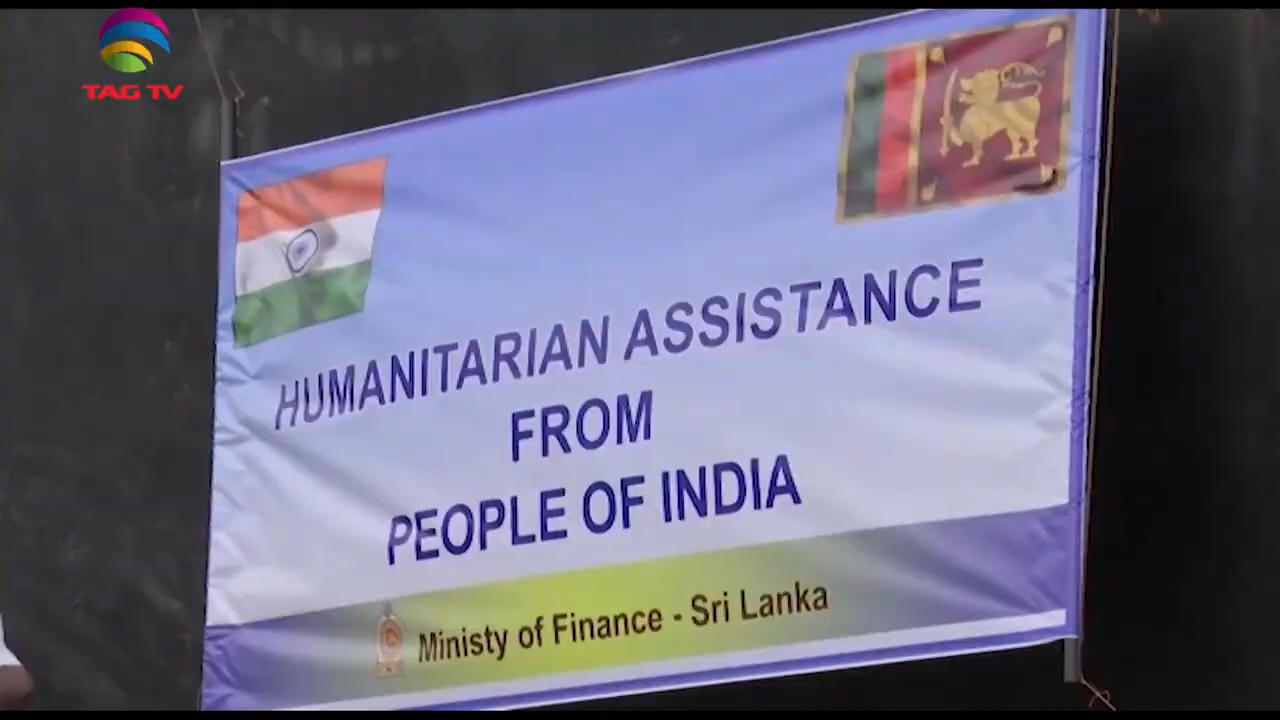 TAG TV
HUMANITARIAN ASSISTANCE
FROM
PEOPLE OF INDIA
Ministy of Finance - Sri Lanka